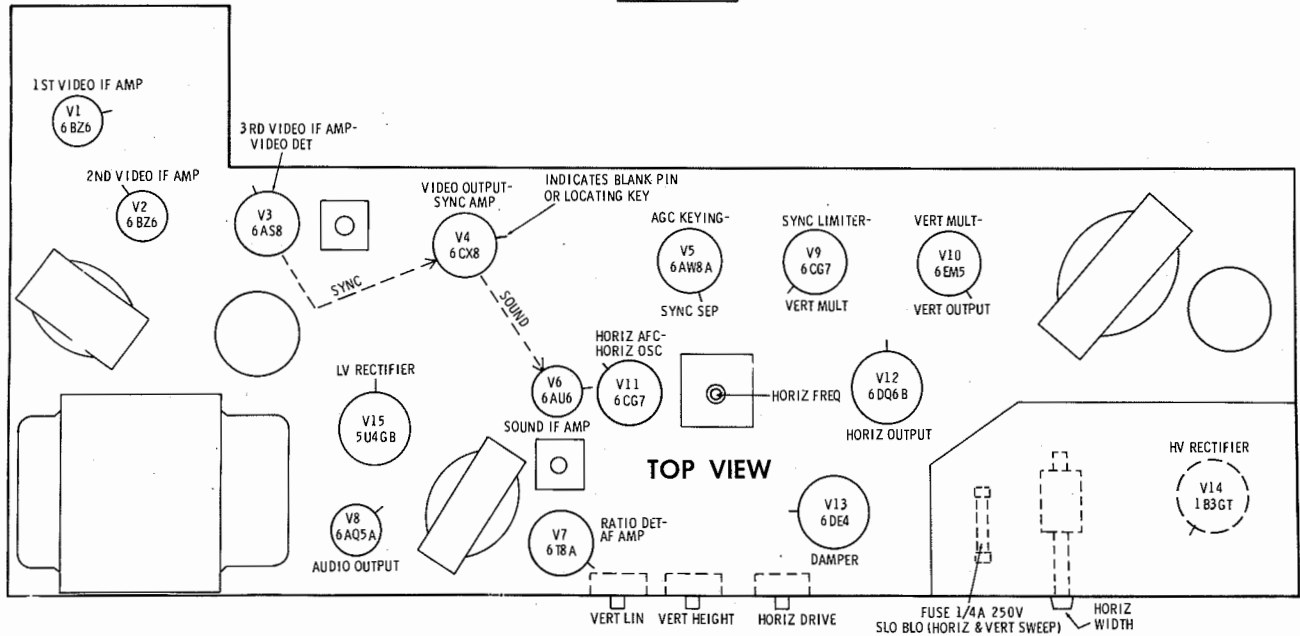 1ST VIDEO IF AMP
V1
6BZ6
2ND VIDEO IF AMP
V2
6BZ6
3RD VIDEO IF AMP-
VIDEO DET
V3
6AS8
SYNC
VIDEO OUTPUT-
SYNC AMP
V4
6CX8
INDICATES BLANK PIN
OR LOCATING KEY
SOUND
AGC KEYING-
V5
6AW8A
SYNC SEP
SYNC LIMITER-
V9
6CG7
VERT MULT
VERT MULT-
V10
6EM5
VERT OUTPUT
LV RECTIFIER
V15
5U4GB
V6
6AU6
SOUND IF AMP
HORIZ AFC-
HORIZ OSC
V11
6CG7
HORIZ FREQ
V12
6DQ6B
HORIZ OUTPUT
TOP VIEW
HV RECTIFIER
V14
1B3GT
V8
6AQ5A
AUDIO OUTPUT
V7
6T8A
RATIO DET-
AF AMP
V13
6DE4
DAMPER
VERT LIN
VERT HEIGHT
HORIZ DRIVE
FUSE 1/4A 250V
SLO BLO (HORIZ & VERT SWEEP)
HORIZ
WIDTH